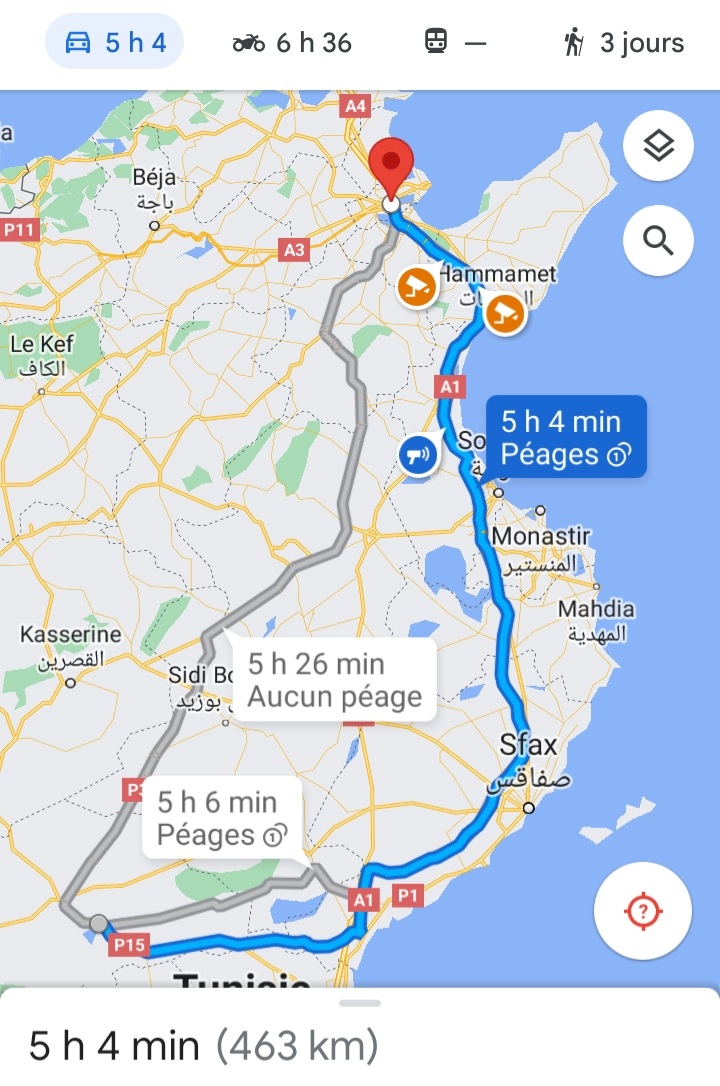 5 h 4
6 h 36
—
3 jours
A4
a
Béja
باجة
P11
A3
Hammamet
Le Kef
الكاف
A1
5 h 4 min
Péages
So
Monastir
المنستير
Mahdia
المهدية
Kasserine
القصرين
5 h 26 min
Aucun péage
Sidi Bo
بوزيد
Sfax
صفاقس
5 h 6 min
Péages
A1
P1
P15
Tunisie
?
5 h 4 min (463 km)